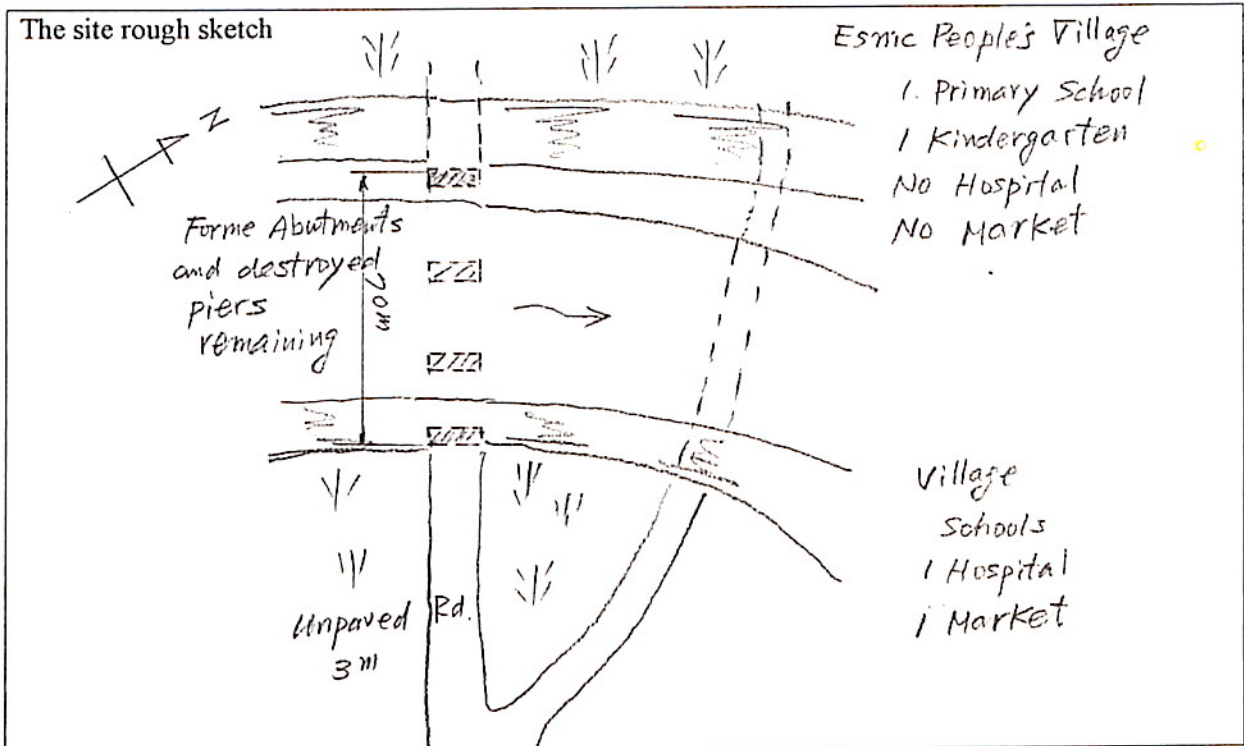 The site rough sketch
N
Esnic People's Village
1. Primary School
1 Kindergarten
No Hospital
No Market
Forme Abutments
and destroyed
piers
remaining
70m
Village
Schools
1 Hospital
1 Market
Unpaved Rd.
3m